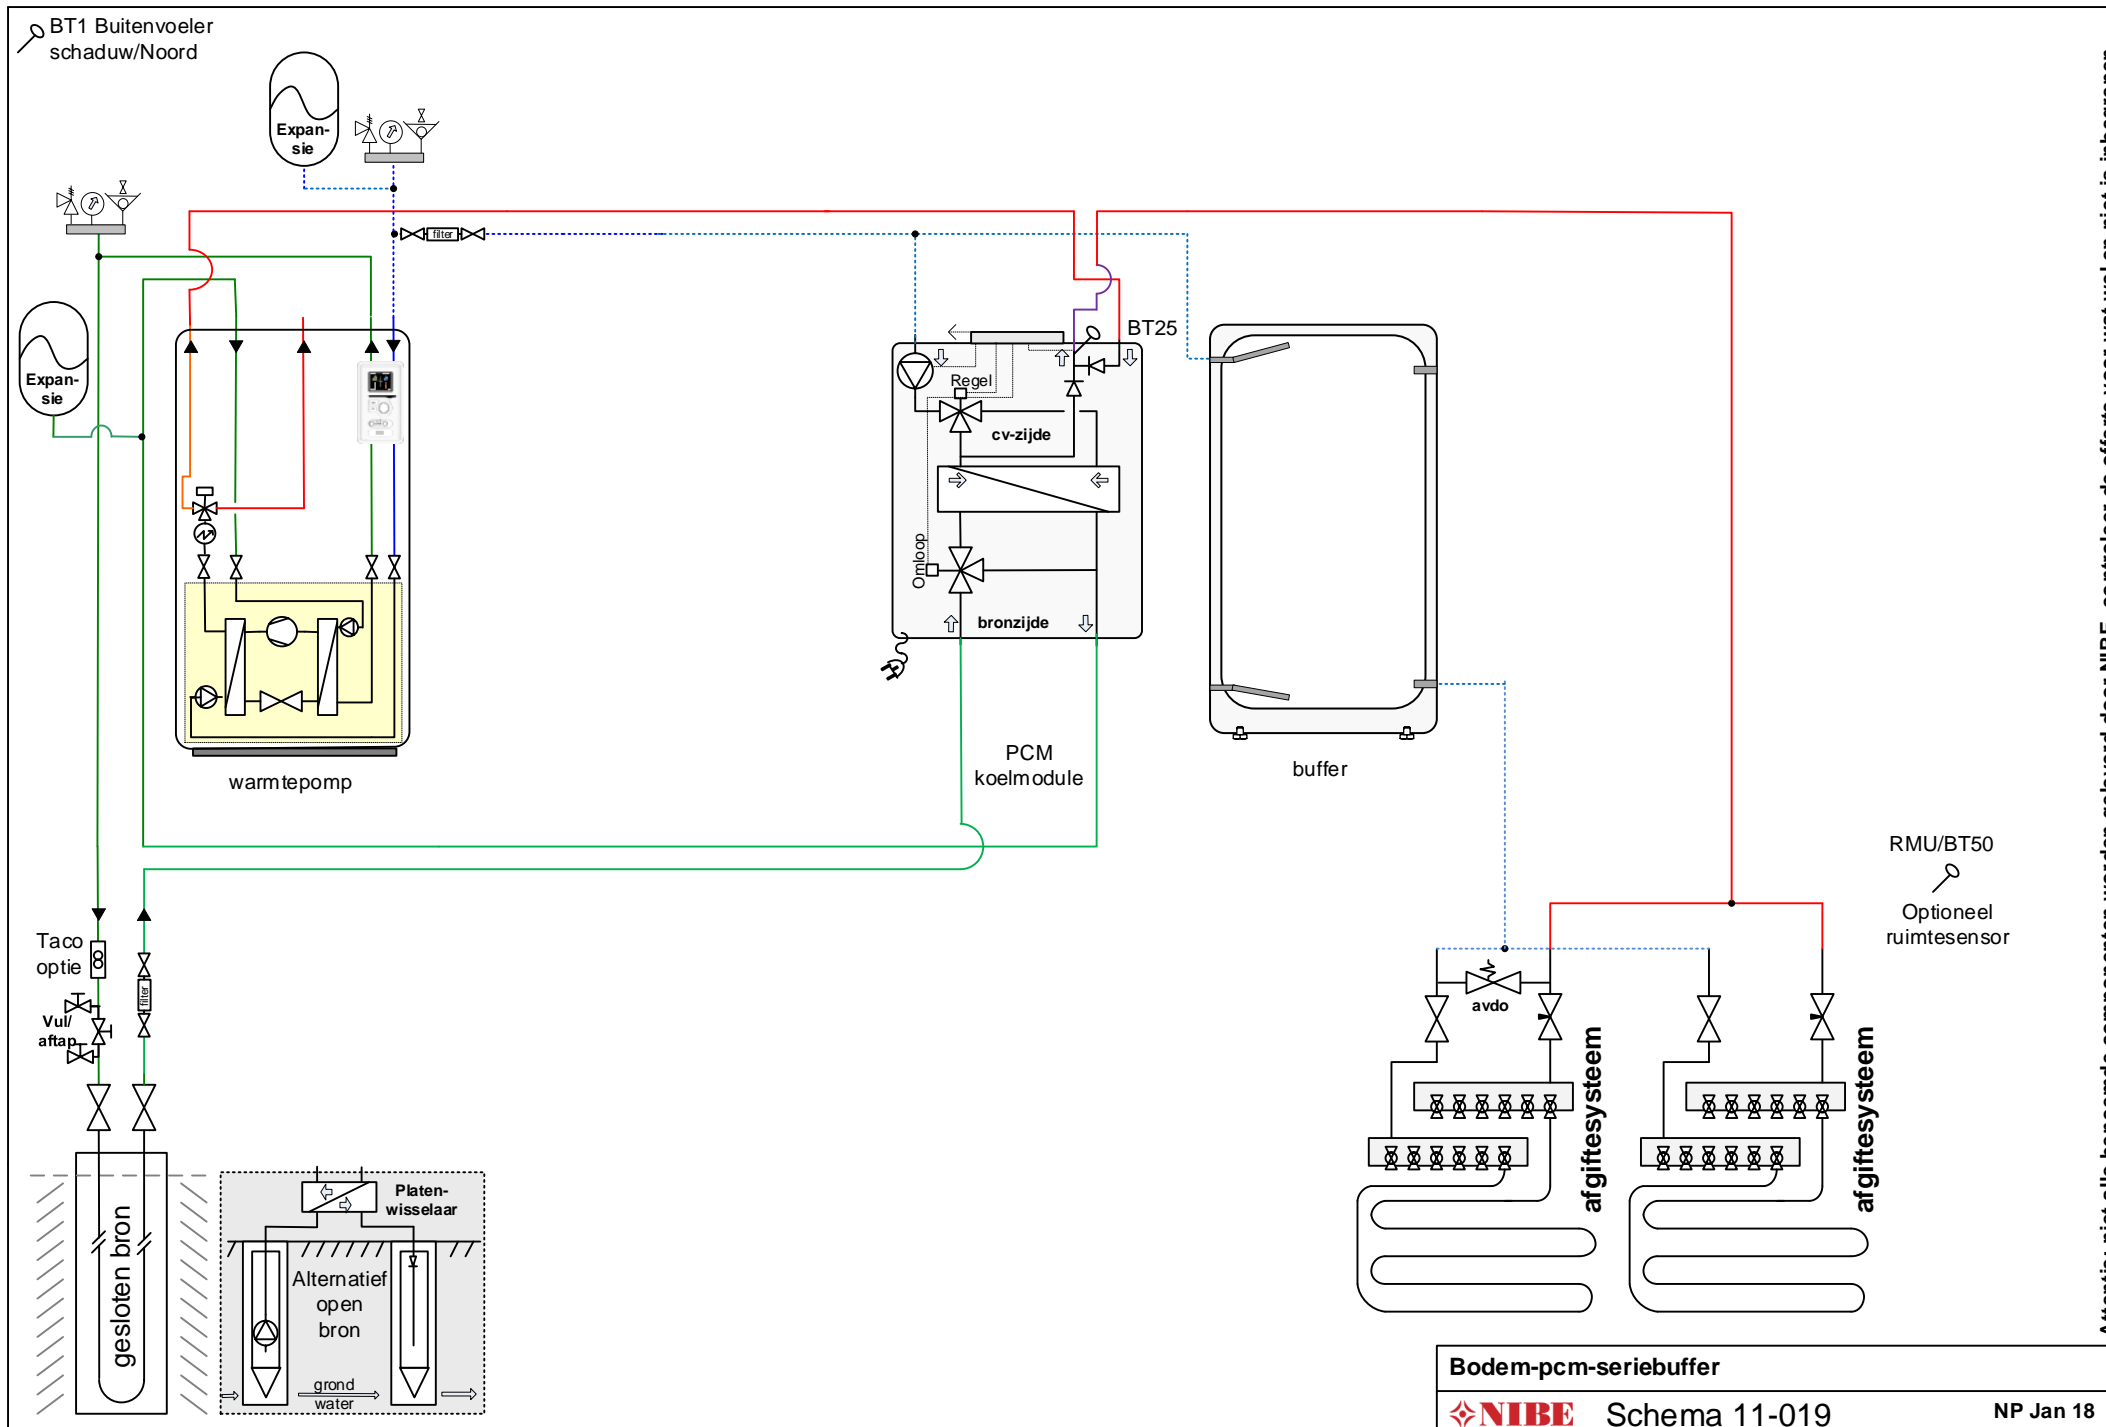 BT1 Buitenvoeler
schaduw/Noord
Expan-
sie
filter
Expan-
sie
BT25
Regel
cv-zijde
Omloop
bronzijde
warmtepomp
PCM
koelmodule
buffer
RMU/BT50
Optioneel
ruimtesensor
Taco
optie
filter
Vul/
aftap
avdo
afgiftesysteem
afgiftesysteem
gesloten bron
Platen-
wisselaar
Alternatief
open
bron
grond
water
Bodem-pcm-seriebuffer
NIBE
Schema 11-019
NP Jan 18